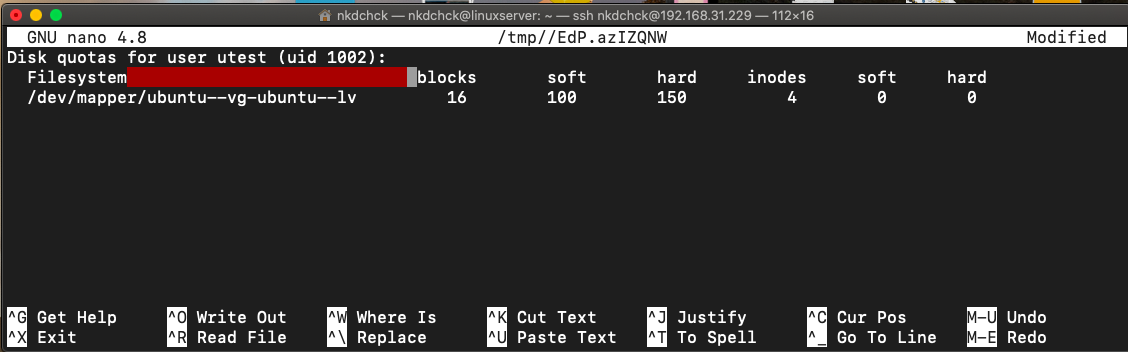 nkdchck — nkdchck@linuxserver: ~ — ssh nkdchck@192.168.31.229 — 112×16
GNU nano 4.8 /tmp//EdP.azIZQNW Modified
Disk quotas for user utest (uid 1002):
Filesystem blocks soft hard inodes soft hard
/dev/mapper/ubuntu--vg-ubuntu--lv 16 100 150 4 0 0
^G Get Help ^O Write Out ^W Where Is ^K Cut Text ^J Justify ^C Cur Pos M-U Undo
^X Exit ^R Read File ^\ Replace ^U Paste Text ^T To Spell ^_ Go To Line M-E Redo